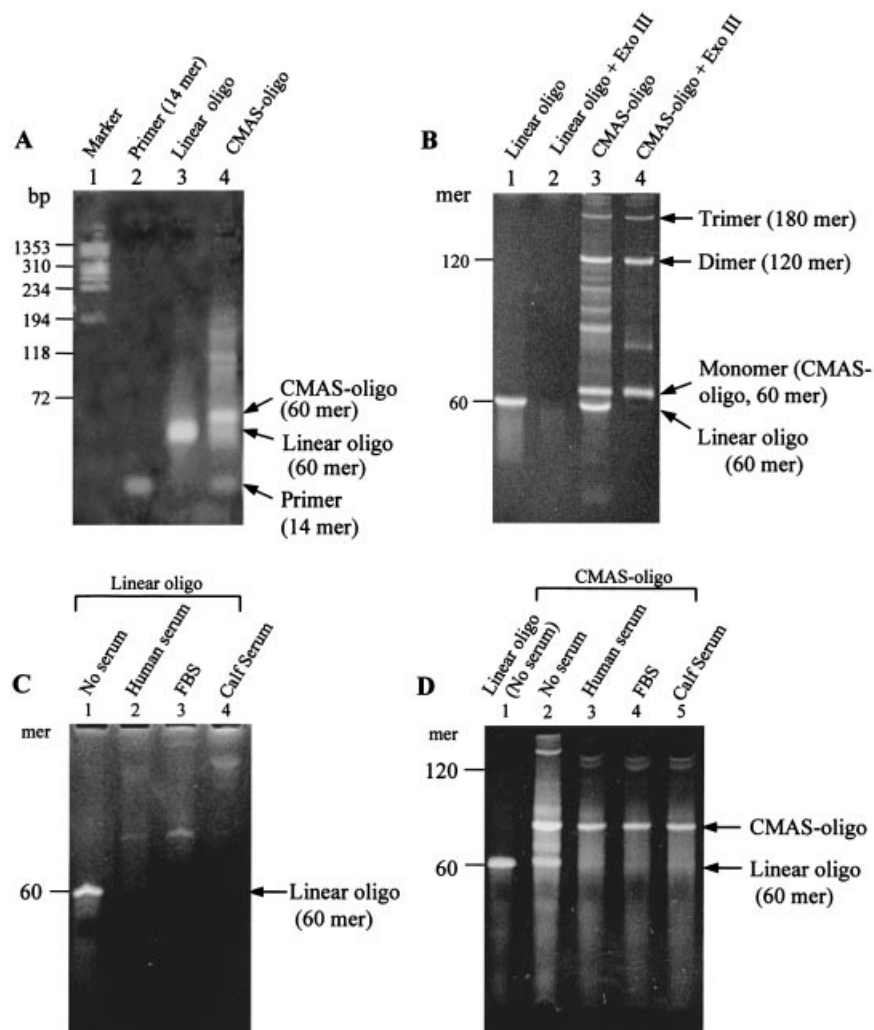 A
Marker
Primer (14 mer)
Linear oligo
CMAS-oligo
1 2 3 4
bp
1353
310
234
194
118
72
CMAS-oligo
(60 mer)
Linear oligo
(60 mer)
Primer
(14 mer)
B
Linear oligo
Linear oligo + Exo III
CMAS-oligo
CMAS-oligo + Exo III
1 2 3 4
mer
120
60
Trimer (180 mer)
Dimer (120 mer)
Monomer (CMAS-
oligo, 60 mer)
Linear oligo
(60 mer)
Linear oligo
C
No serum
Human serum
FBS
Calf Serum
1 2 3 4
mer
60
Linear oligo
(60 mer)
CMAS-oligo
D
Linear oligo
(No serum)
No serum
Human serum
FBS
Calf Serum
1 2 3 4 5
mer
120
60
CMAS-oligo
Linear oligo
(60 mer)